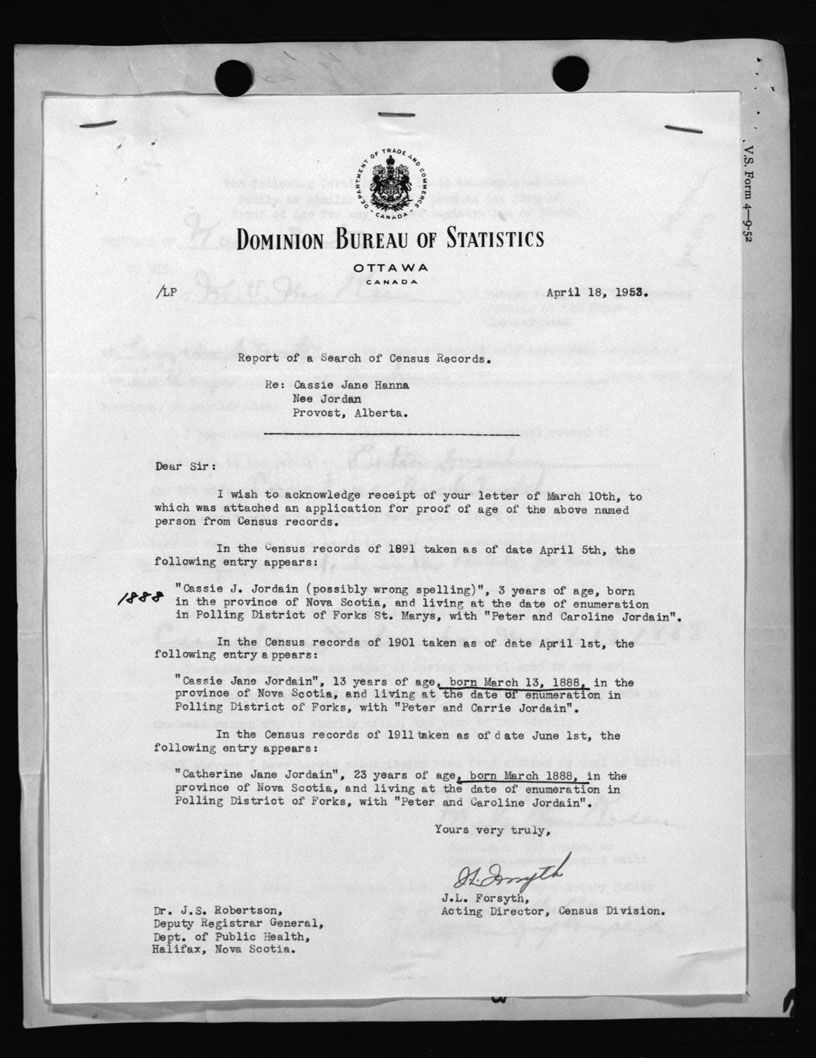 V.S. Form 4-9-52
DEPARTMENT OF TRADE AND COMMERCE
CANADA
DOMINION BUREAU OF STATISTICS
OTTAWA
CANADA
/LP
April 18, 1953.
Report of a Search of Census Records.
Re: Cassie Jane Hanna
Nee Jordan
Provost, Alberta.
Dear Sir:
I wish to acknowledge receipt of your letter of March 10th, to
which was attached an application for proof of age of the above named
person from Census records.
In the Census records of 1891 taken as of date April 5th, the
following entry appears:
1888
"Cassie J. Jordain (possibly wrong spelling)", 3 years of age, born
in the province of Nova Scotia, and living at the date of enumeration
in Polling District of Forks St. Marys, with "Peter and Caroline Jordain".
In the Census records of 1901 taken as of date April 1st, the
following entry appears:
"Cassie Jane Jordain", 13 years of age, born March 13, 1888, in the
province of Nova Scotia, and living at the date of enumeration in
Polling District of Forks, with "Peter and Carrie Jordain".
In the Census records of 1911 taken as of date June 1st, the
following entry appears:
"Catherine Jane Jordain", 23 years of age, born March 1888, in the
province of Nova Scotia, and living at the date of enumeration in
Polling District of Forks, with "Peter and Caroline Jordain".
Yours very truly,
J.L. Forsyth
J.L. Forsyth,
Acting Director, Census Division.
Dr. J.S. Robertson,
Deputy Registrar General,
Dept. of Public Health,
Halifax, Nova Scotia.